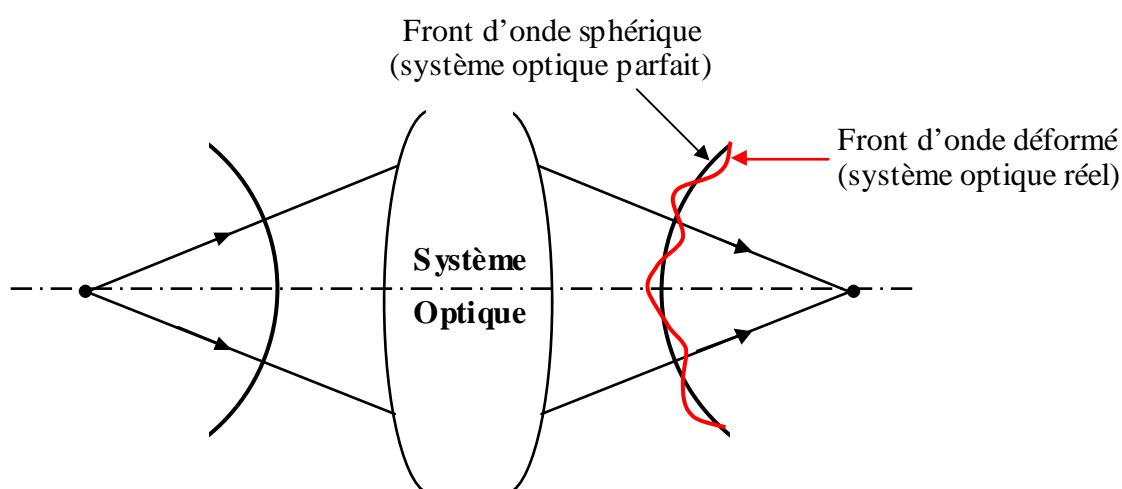 Front d'onde sphérique
(système optique parfait)
Front d'onde déformé
(système optique réel)
Système
Optique